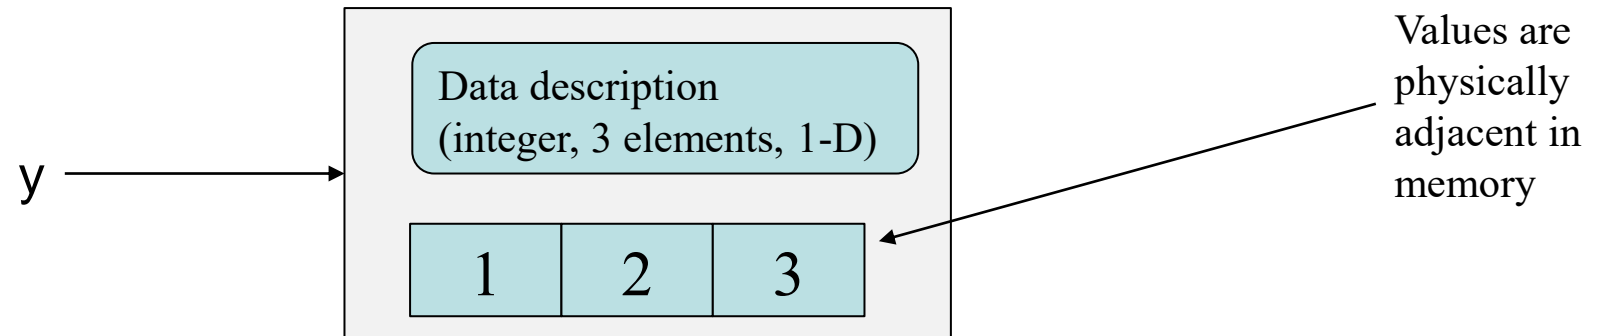 y
Data description
(integer, 3 elements, 1-D)
1 2 3
Values are
physically
adjacent in
memory